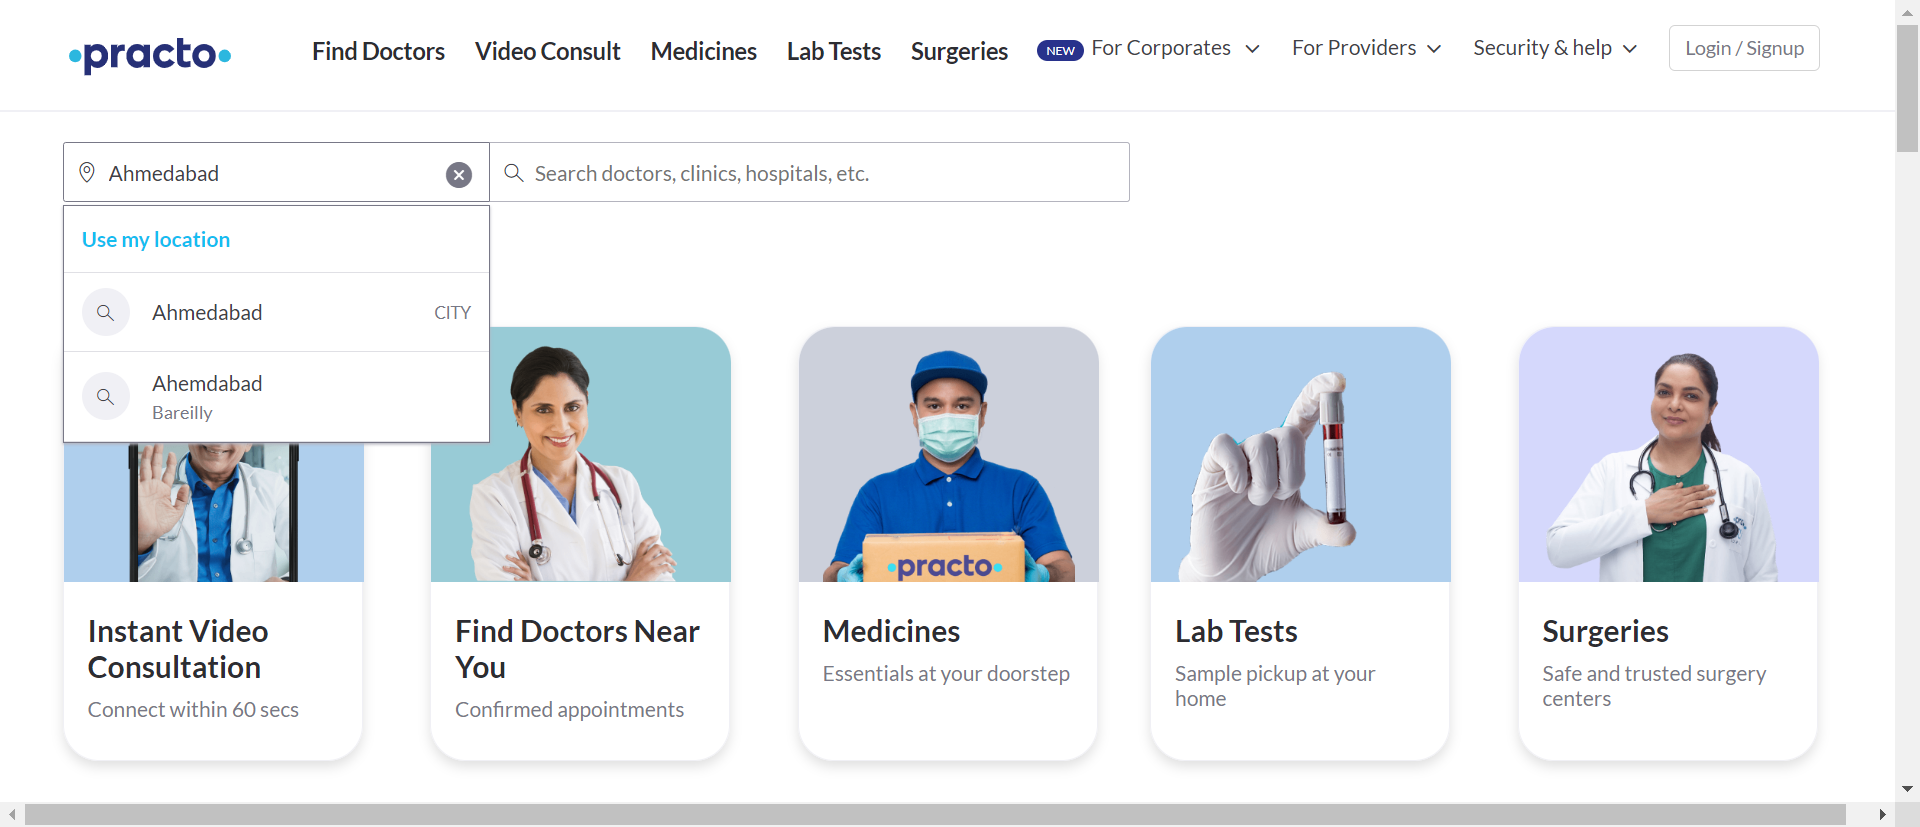 practo
Find Doctors
Video Consult
Medicines
Lab Tests
Surgeries
NEW
For Corporates
For Providers
Security & help
Login / Signup
Ahmedabad
Search doctors, clinics, hospitals, etc.
Use my location
Ahmedabad
CITY
Ahemdabad
Bareilly
practo
Instant Video
Consultation
Connect within 60 secs
Find Doctors Near
You
Confirmed appointments
Medicines
Essentials at your doorstep
Lab Tests
Sample pickup at your
home
Surgeries
Safe and trusted surgery
centers